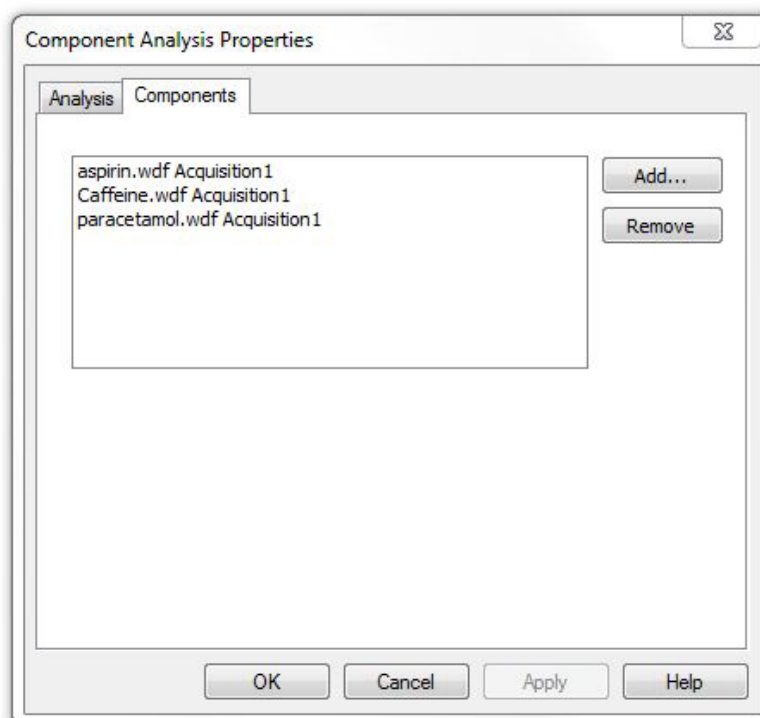 Component Analysis Properties
Analysis
Components
aspirin.wdf Acquisition1
Caffeine.wdf Acquisition1
paracetamol.wdf Acquisition1
Add...
Remove
OK
Cancel
Apply
Help